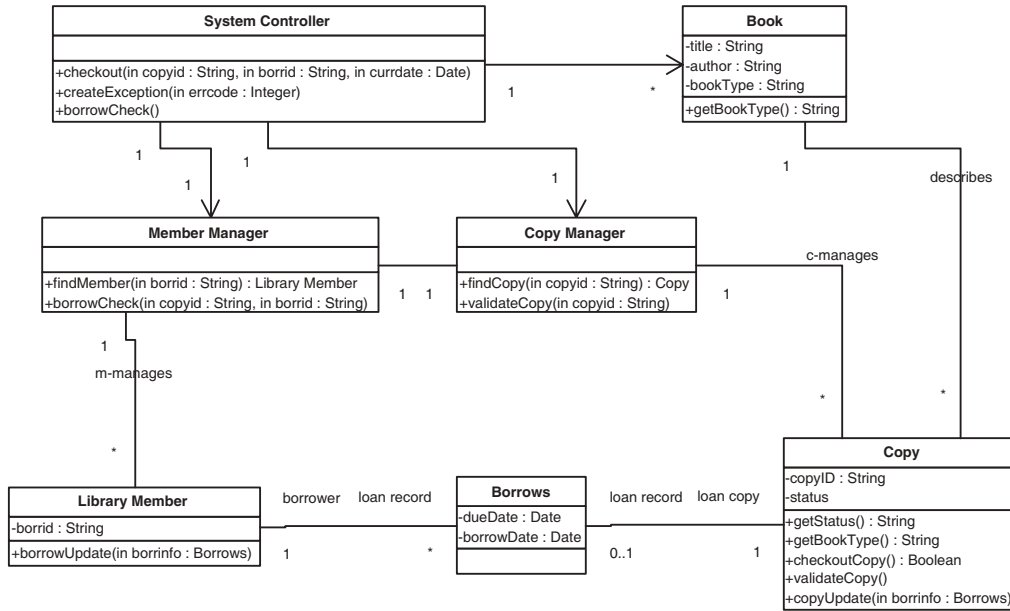 System Controller
+checkout(in copyid : String, in borrid : String, in currdate : Date)
+createException(in errcode : Integer)
+borrowCheck()
Book
-title : String
-author : String
-bookType : String
+getBookType() : String
1
*
1
1
1
1
1
describes
Member Manager
+findMember(in borrid : String) : Library Member
+borrowCheck(in copyid : String, in borrid : String)
Copy Manager
+findCopy(in copyid : String) : Copy
+validateCopy(in copyid : String)
c-manages
1
1
1
1
m-manages
*
*
*
Library Member
-borrid : String
+borrowUpdate(in borrinfo : Borrows)
borrower
loan record
1
*
Borrows
-dueDate : Date
-borrowDate : Date
loan record
loan copy
0..1
1
Copy
-copyID : String
-status
+getStatus() : String
+getBookType() : String
+checkoutCopy() : Boolean
+validateCopy()
+copyUpdate(in borrinfo : Borrows)